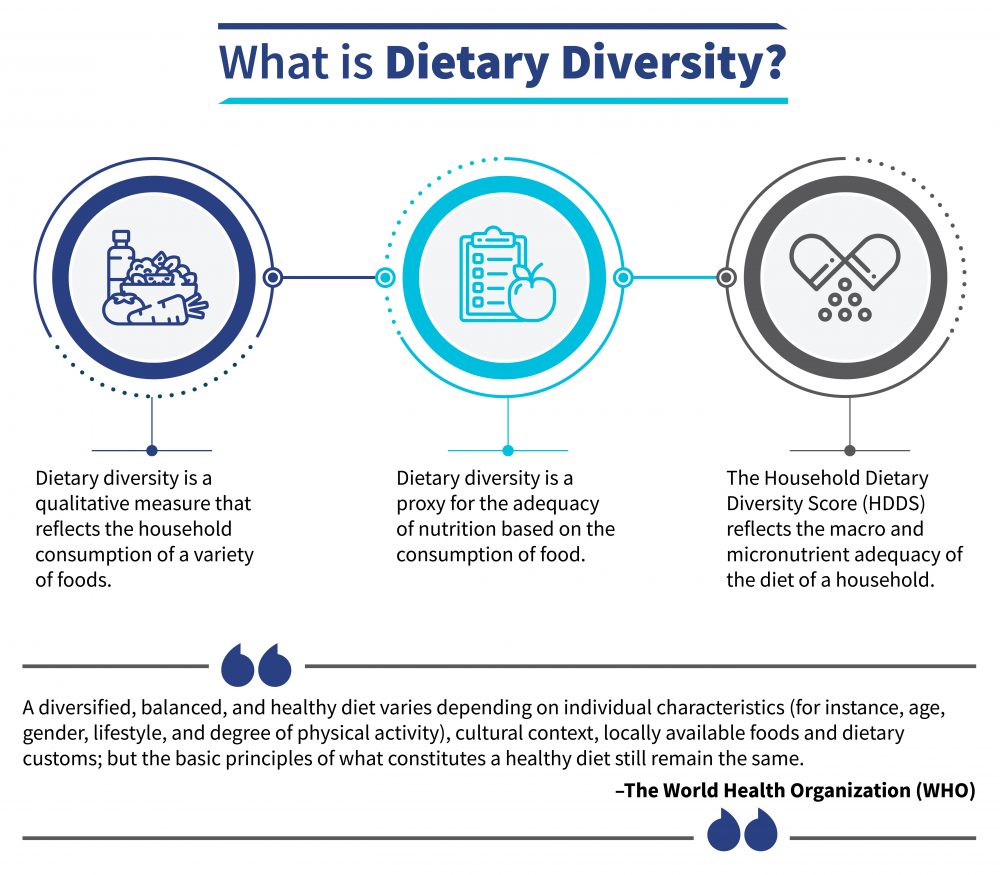 What is Dietary Diversity?
Dietary diversity is a
qualitative measure that
reflects the household
consumption of a variety
of foods.
Dietary diversity is a
proxy for the adequacy
of nutrition based on the
consumption of food.
The Household Dietary
Diversity Score (HDDS)
reflects the macro and
micronutrient adequacy of
the diet of a household.
A diversified, balanced, and healthy diet varies depending on individual characteristics (for instance, age,
gender, lifestyle, and degree of physical activity), cultural context, locally available foods and dietary
customs; but the basic principles of what constitutes a healthy diet still remain the same.
–The World Health Organization (WHO)